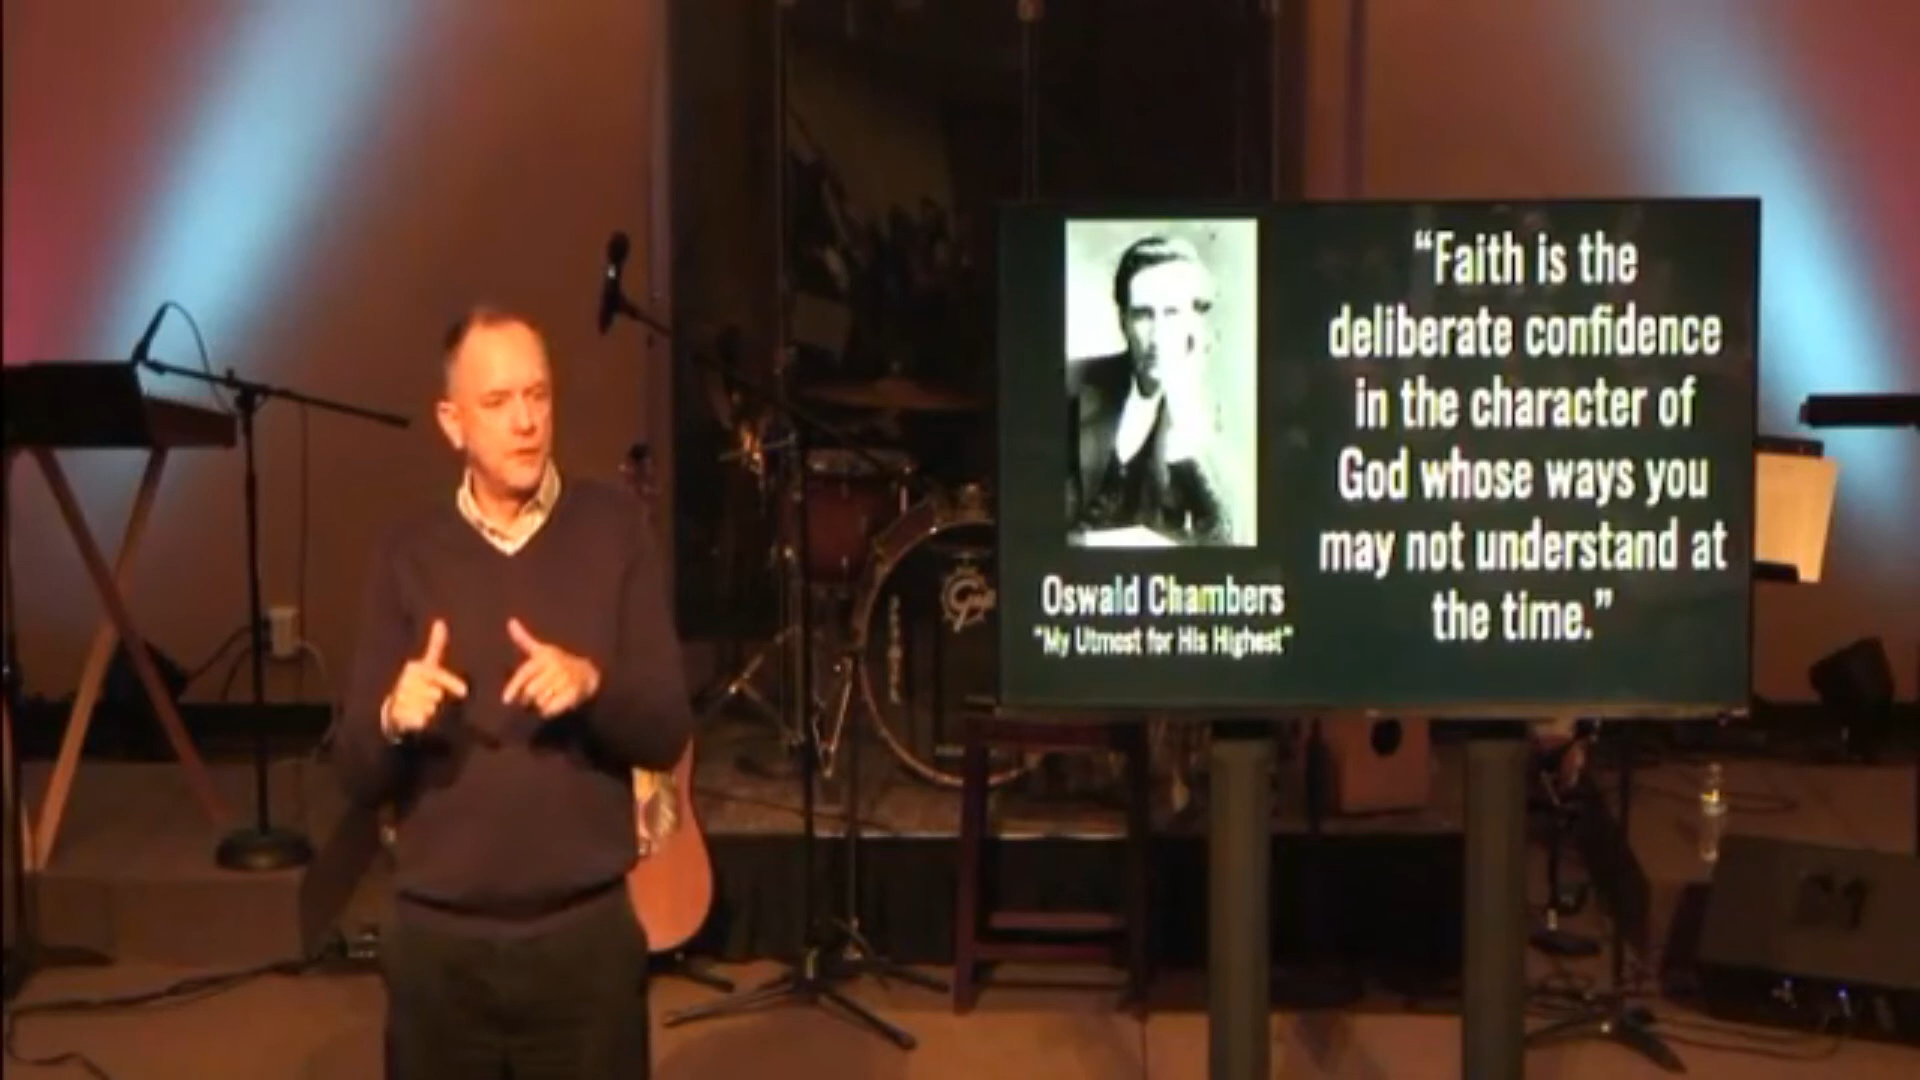 “Faith is the
deliberate confidence
in the character of
God whose ways you
may not understand at
the time.”
Oswald Chambers
“My Utmost for His Highest”